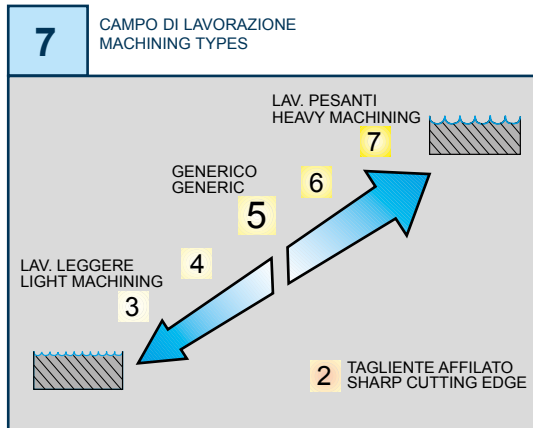 7
CAMPO DI LAVORAZIONE
MACHINING TYPES
LAV. PESANTI
HEAVY MACHINING
7
6
GENERICO
GENERIC
5
4
LAV. LEGGERE
LIGHT MACHINING
3
2
TAGLIENTE AFFILATO
SHARP CUTTING EDGE